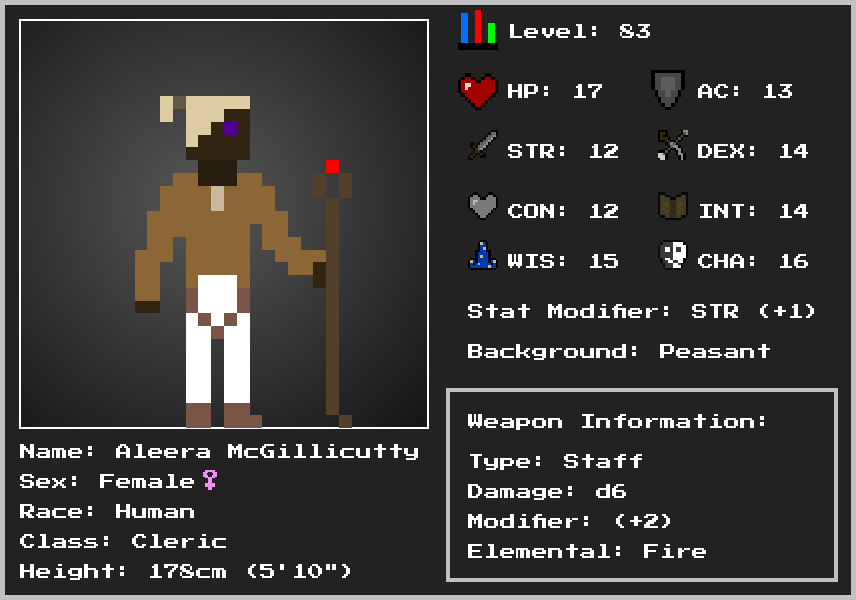 Level: 83
HP: 17 AC: 13
STR: 12 DEX: 14
CON: 12 INT: 14
WIS: 15 CHA: 16
Stat Modifier: STR (+1)
Background: Peasant
Weapon Information:
Type: Staff
Damage: d6
Modifier: (+2)
Elemental: Fire
Name: Aleera McGillicutty
Sex: Female♀
Race: Human
Class: Cleric
Height: 178cm (5'10")